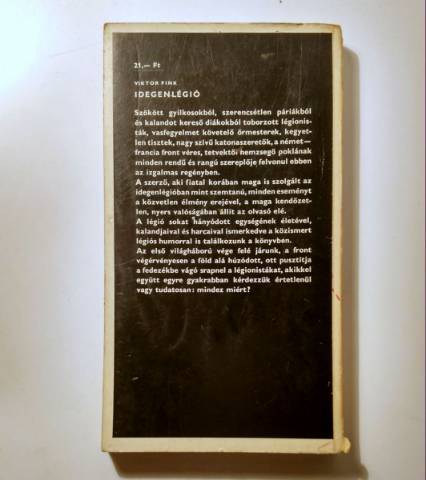 21,— Ft
VIKTOR FINK
IDEGENLÉGIÓ
Szökött gyilkosokból, szerencsétlen páriákból
és kalandot kereső diákokból toborzott légionis-
ták, vasfegyelmet követelő őrmesterek, kegyet-
len tisztek, nagy szívű katonaszeretők, a német—
francia front véres, tetvektől nemzsegő poklának
minden rendű és rangú szereplője felvonul ebben
az izgalmas regényben.
A szerző, aki fiatal korában maga is szolgált az
idegenlégióban mint szemtanú, minden eseményt
a közvetlen élmény erejével, a maga kendőzet-
len, nyers valóságában állít az olvasó elé.
A légió sokat hányódott egységének életével,
kalandjaival és harcaival ismerkedve a közismert
légiós humorral is találkozunk a könyvben.
Az első világháború vége felé járunk, a front
végérvényesen a föld alá húzódott, ott pusztítja
a fedezékbe vágó srapnel a légionistákat, akikkel
együtt egyre gyakrabban kérdezzük értetlenül
vagy tudatosan: mindez miért?